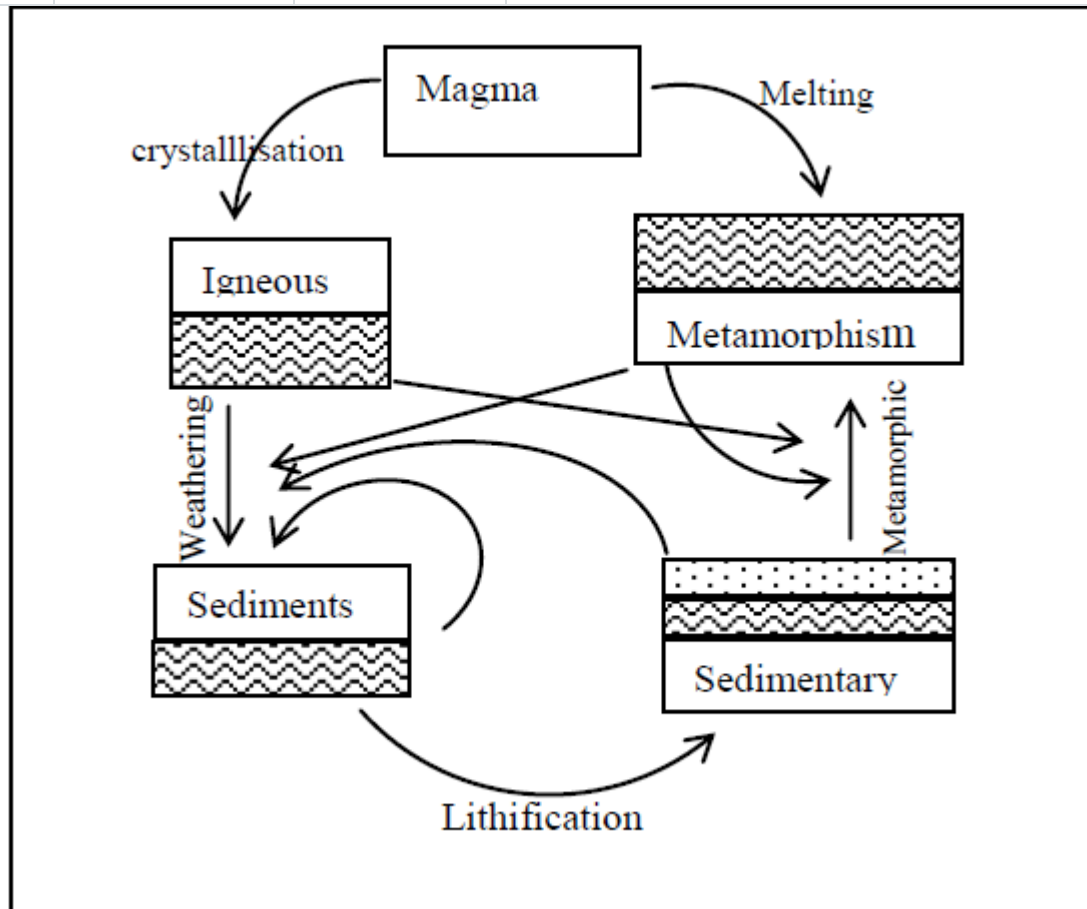 Magma
Melting
crystalllisation
Igneous
Metamorphism
Weathering
Metamorphic
Sediments
Sedimentary
Lithification